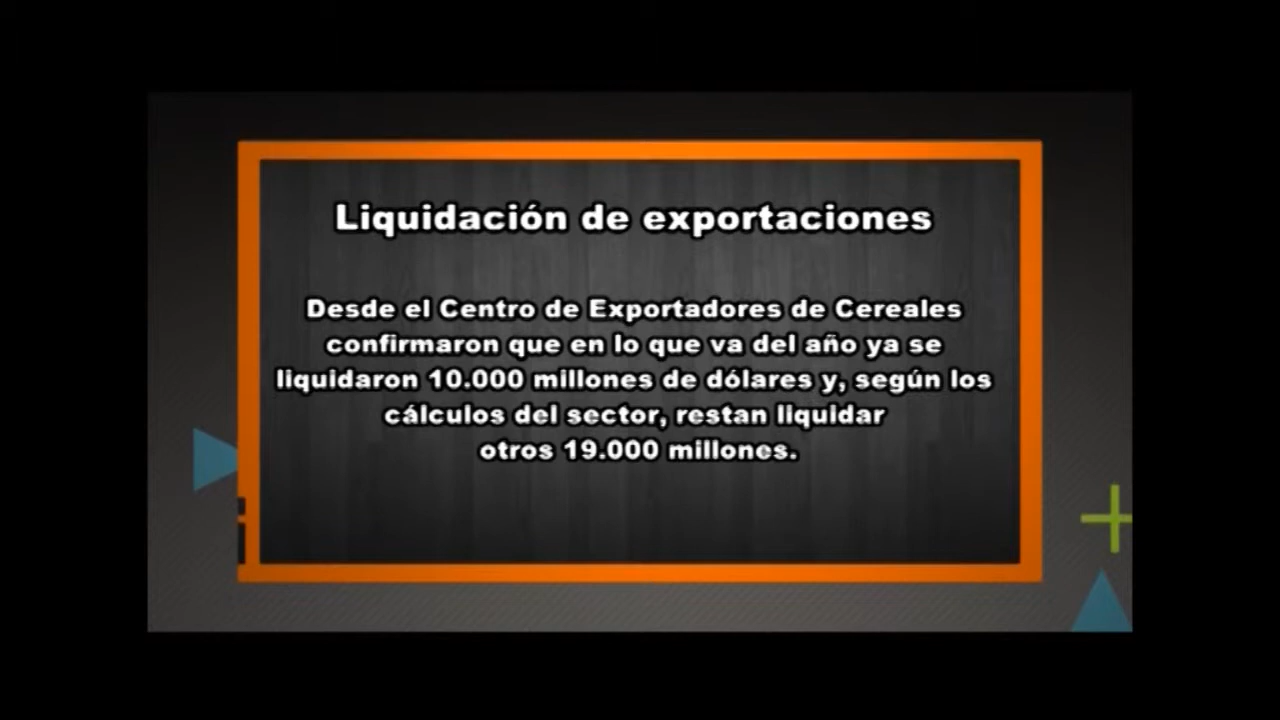 Liquidación de exportaciones
Desde el Centro de Exportadores de Cereales
confirmaron que en lo que va del año ya se
liquidaron 10.000 millones de dólares y, según los
cálculos del sector, restan liquidar
otros 19.000 millones.